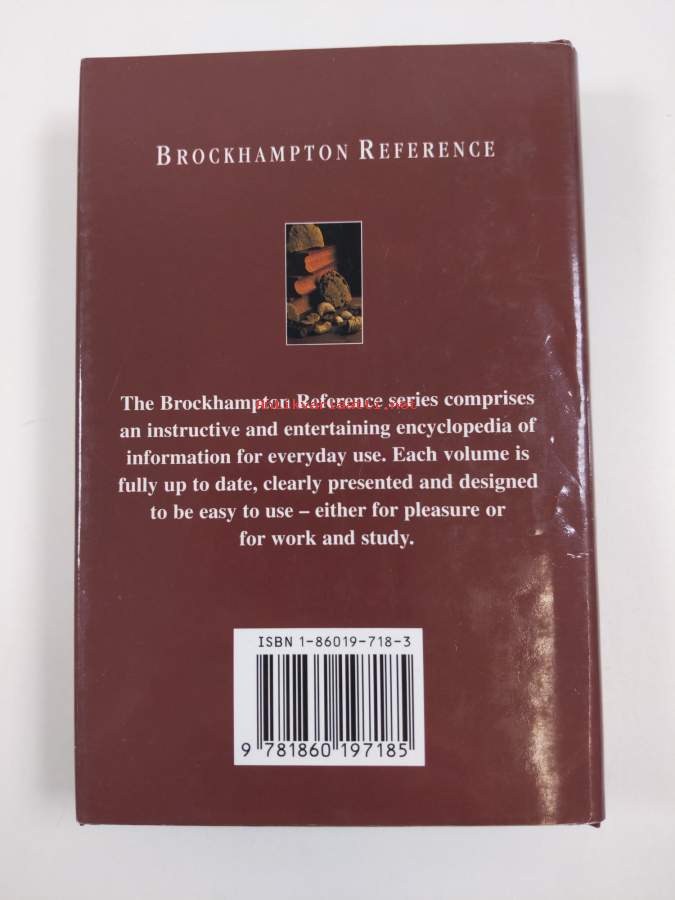 BROCKHAMPTON REFERENCE
The Brockhampton Reference series comprises
Antikvariaatti.net
an instructive and entertaining encyclopedia of
information for everyday use. Each volume is
fully up to date, clearly presented and designed
to be easy to use – either for pleasure or
for work and study.
ISBN 1-86019-718-3
9 781860 197185